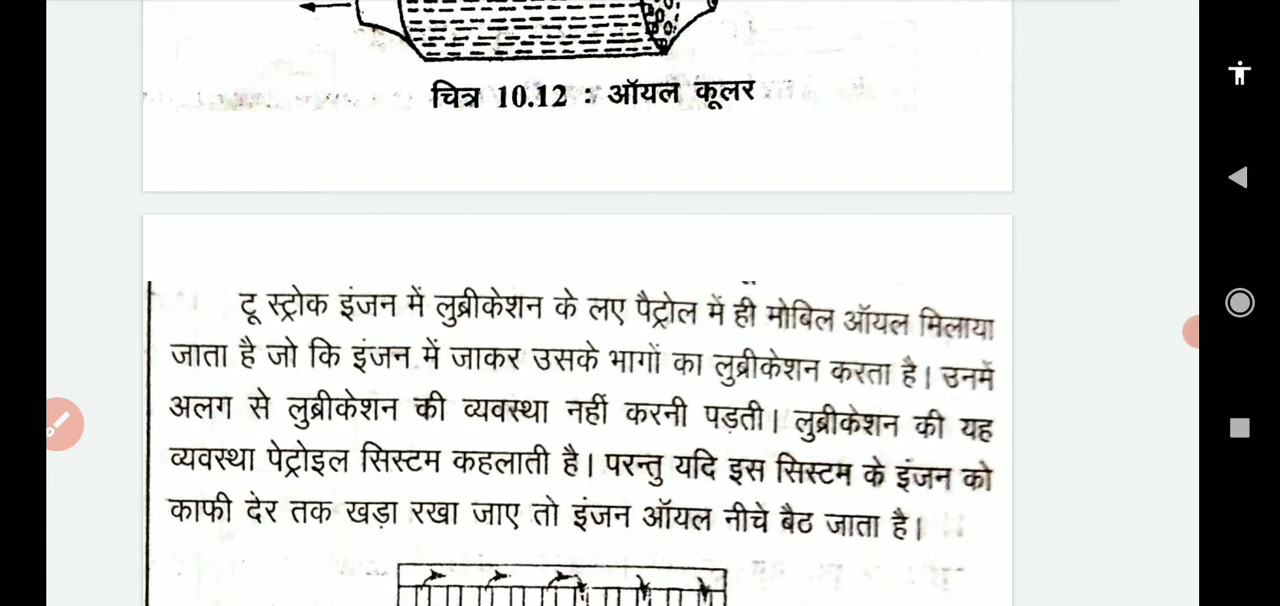 चित्र 10.12 : ऑयल कूलर
टू स्ट्रोक इंजन में लुब्रीकेशन के लए पैट्रोल में ही मोबिल ऑयल मिलाया
जाता है जो कि इंजन में जाकर उसके भागों का लुब्रीकेशन करता है। उनमें
अलग से लुब्रीकेशन की व्यवस्था नहीं करनी पड़ती। लुब्रीकेशन की यह
व्यवस्था पेट्रोइल सिस्टम कहलाती है। परन्तु यदि इस सिस्टम के इंजन को
काफी देर तक खड़ा रखा जाए तो इंजन ऑयल नीचे बैठ जाता है।